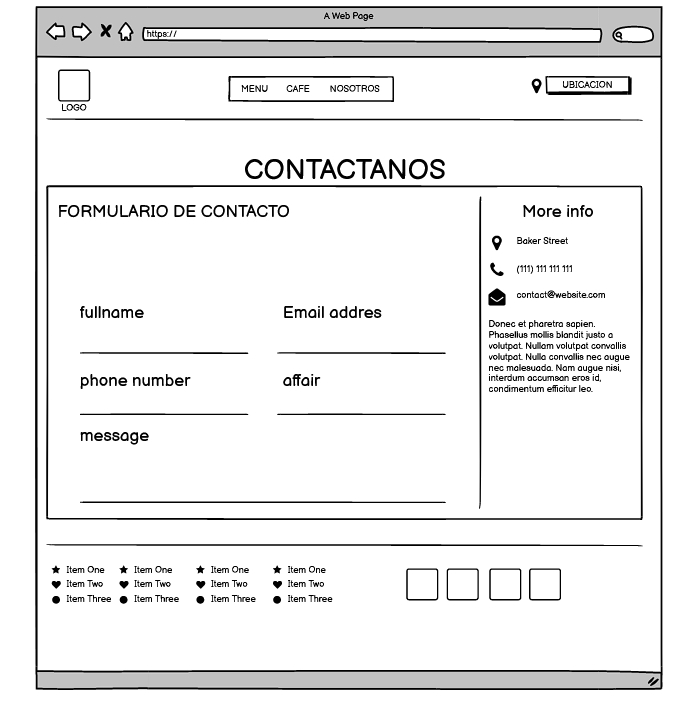 A Web Page
https://
LOGO
MENU CAFE NOSOTROS
UBICACION
CONTACTANOS
FORMULARIO DE CONTACTO
fullname
Email addres
phone number
affair
message
More info
Baker Street
(111) 111 111 111
contact@website.com
Donec et pharetra sapien.
Phasellus mollis blandit justo a
volutpat. Nullam volutpat convallis
volutpat. Nulla convallis nec augue
nec malesuada. Nam augue nisi,
interdum accumsan eros id,
condimentum efficitur leo.
Item One Item One Item One Item One
Item Two Item Two Item Two Item Two
Item Three Item Three Item Three Item Three